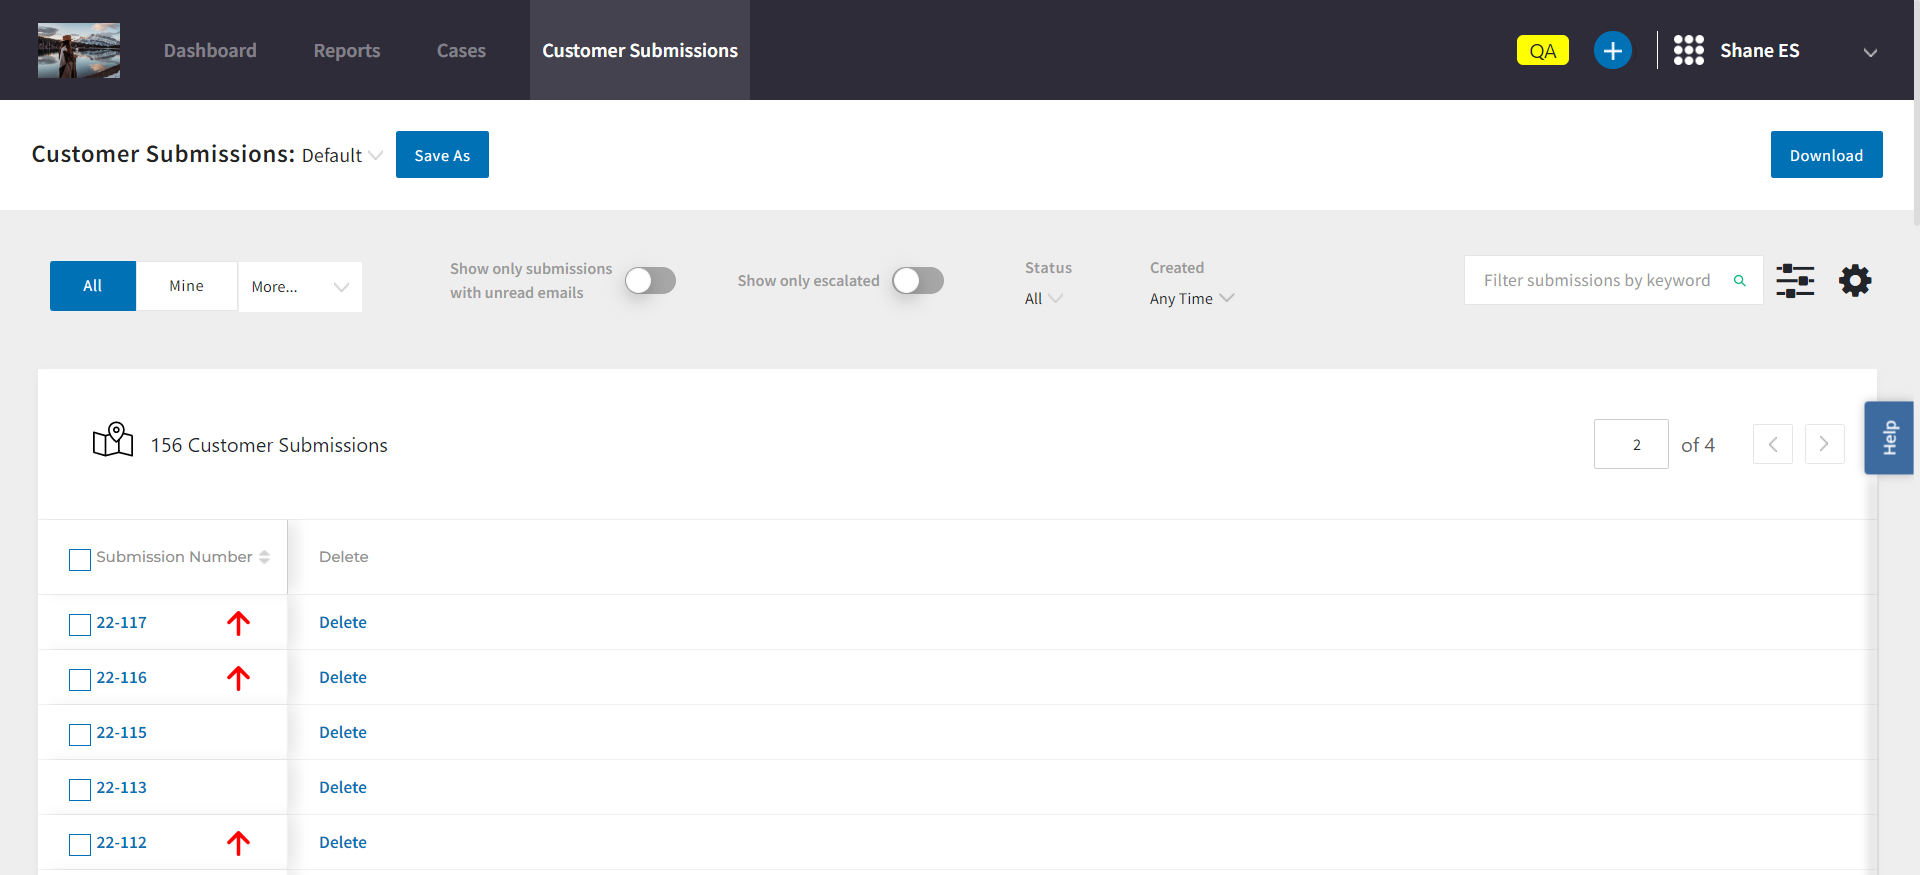 Dashboard Reports Cases Customer Submissions QA Shane ES
Customer Submissions: Default Save As Download
All Mine More... Show only submissions with unread emails Show only escalated Status All Created Any Time Filter submissions by keyword
Help
156 Customer Submissions 2 of 4
Submission Number Delete
22-117 Delete
22-116 Delete
22-115 Delete
22-113 Delete
22-112 Delete